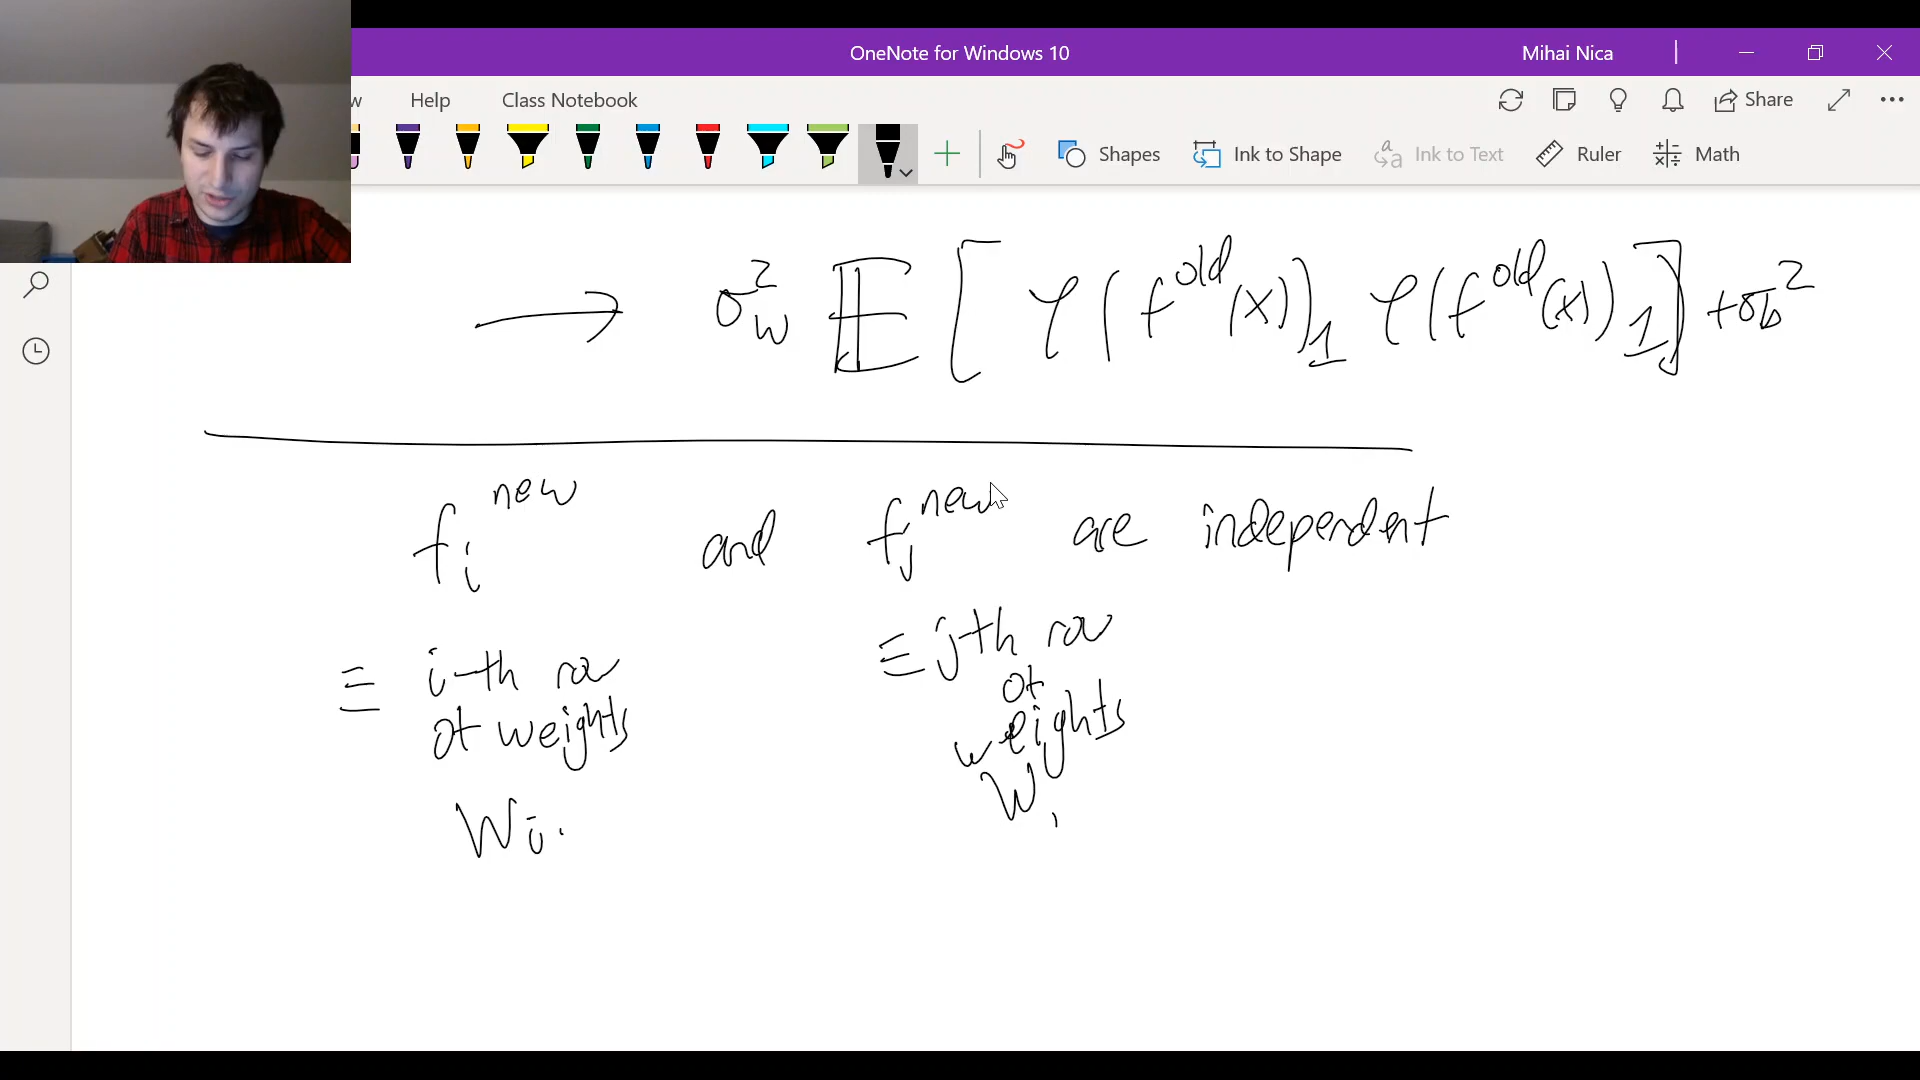 OneNote for Windows 10
Mihai Nica
Help
Class Notebook
Share
Shapes
Ink to Shape
Ink to Text
Ruler
Math
→ σ_w^2 𝔼 [ φ(f^old(x))_1 φ(f^old(x))_1 ] + σ_b^2
f_i^new and f_j^new are independent
≡ i-th row
of weights
W_i.
≡ j-th row
of
weights
W